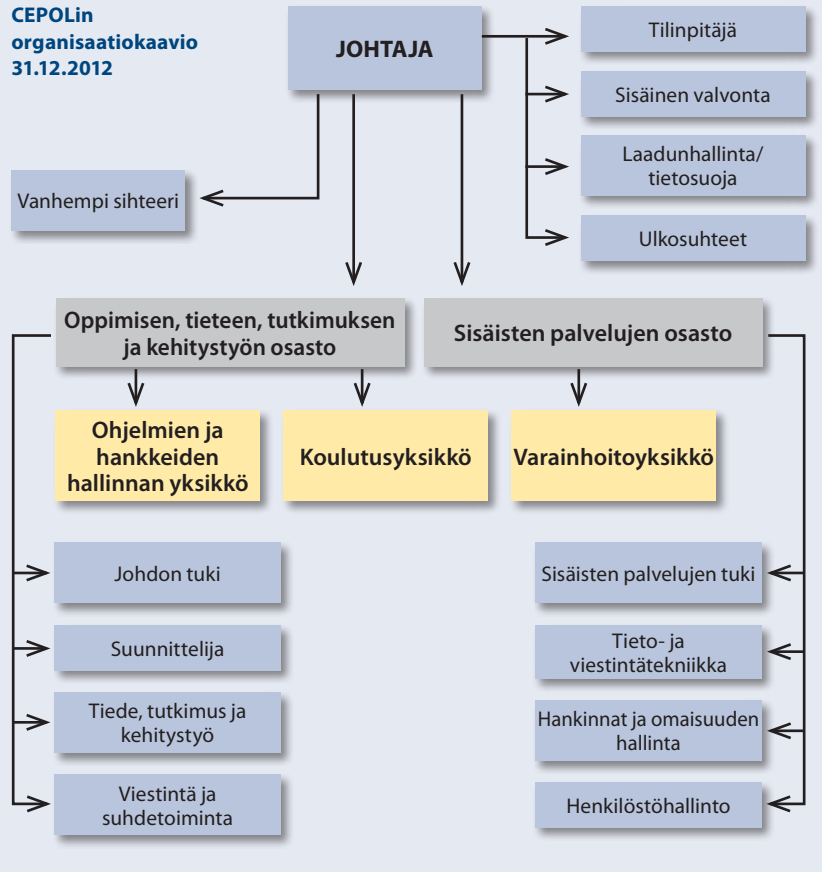 CEPOLin
organisaatiokaavio
31.12.2012
JOHTAJA
Tilinpitäjä
Sisäinen valvonta
Laadunhallinta/
tietosuoja
Ulkosuhteet
Vanhempi sihteeri
Oppimisen, tieteen, tutkimuksen
ja kehitystyön osasto
Sisäisten palvelujen osasto
Ohjelmien ja
hankkeiden
hallinnan yksikkö
Koulutusyksikkö
Varainhoitoyksikkö
Johdon tuki
Suunnittelija
Tiede, tutkimus ja
kehitystyö
Viestintä ja
suhdetoiminta
Sisäisten palvelujen tuki
Tieto- ja
viestintätekniikka
Hankinnat ja omaisuuden
hallinta
Henkilöstöhallinto